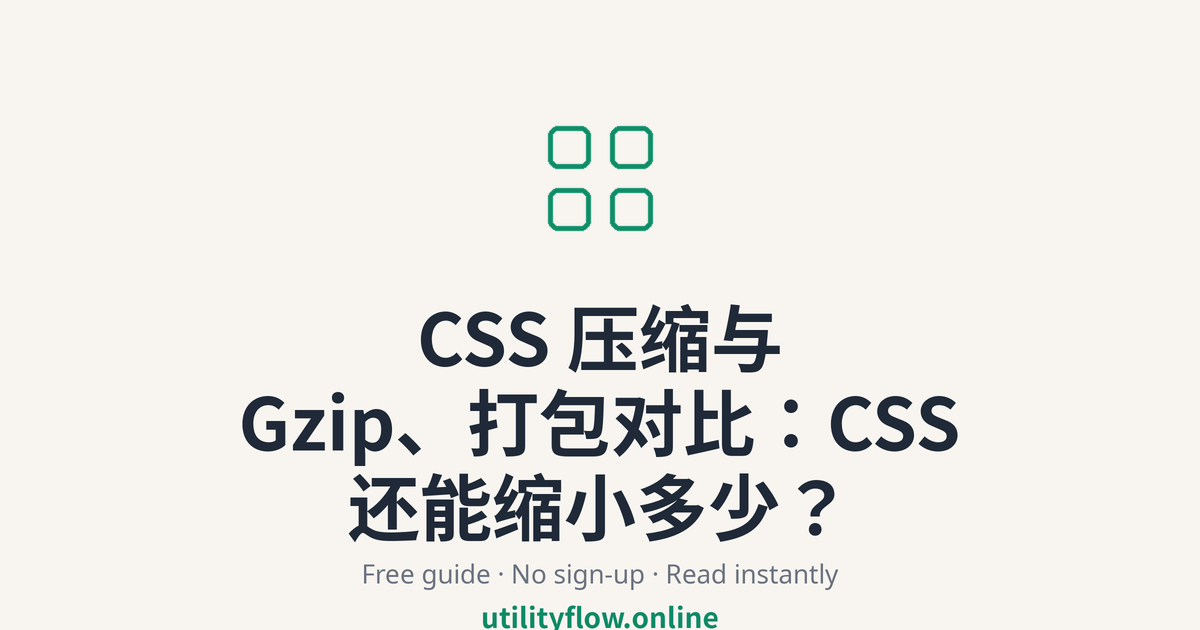 CSS 压缩与
Gzip、打包对比：CSS
还能缩小多少？
Free guide · No sign-up · Read instantly
utilityflow.online